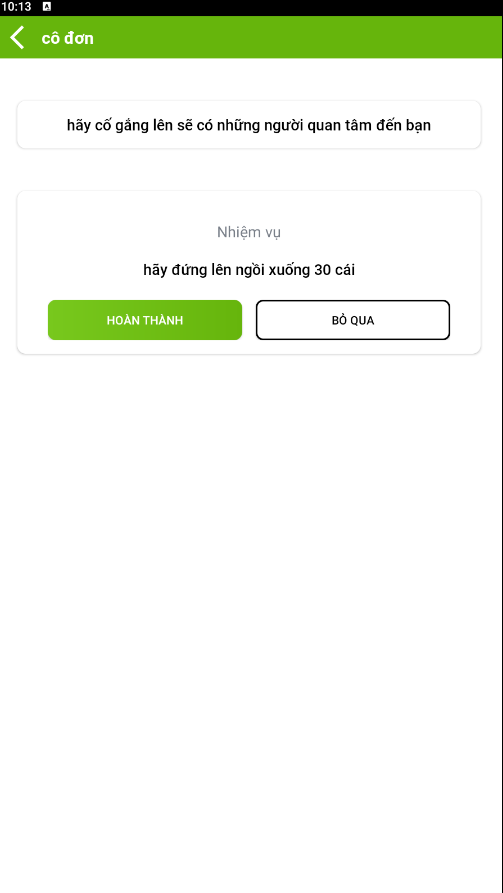 10:13 A
cô đơn
hãy cố gắng lên sẽ có những người quan tâm đến bạn
Nhiệm vụ
hãy đứng lên ngồi xuống 30 cái
HOÀN THÀNH
BỎ QUA